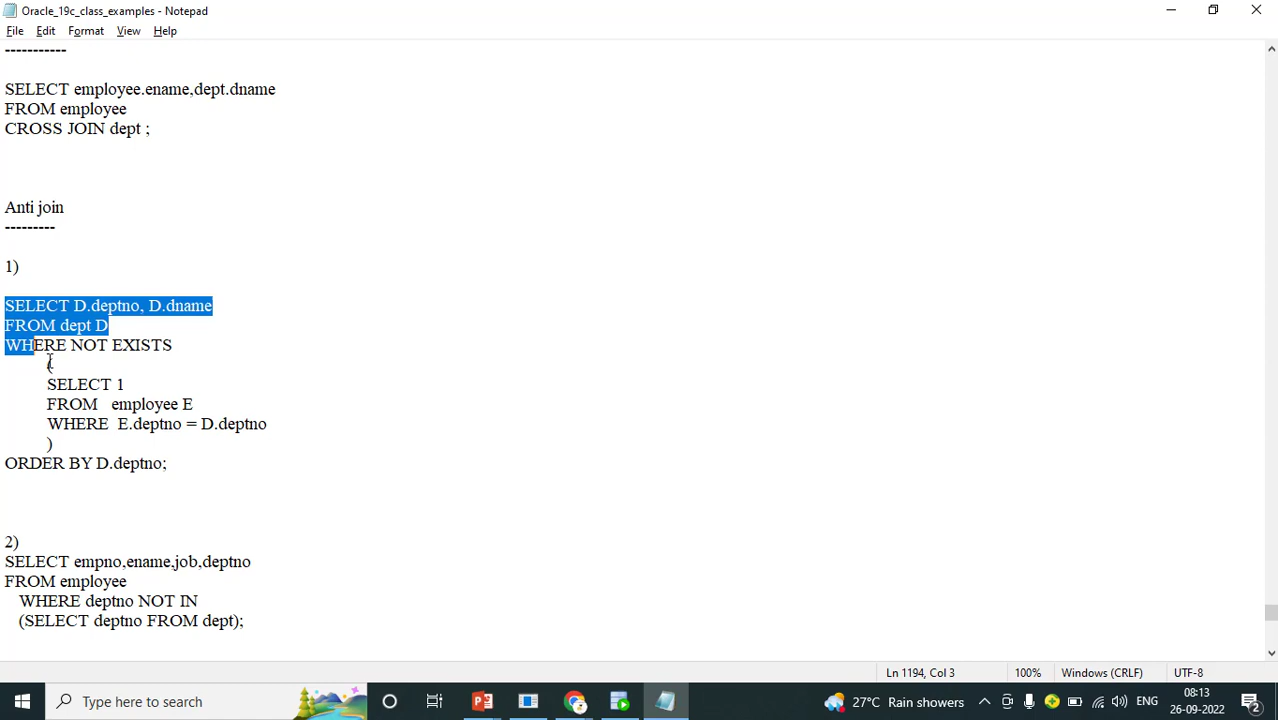 Oracle_19c_class_examples - Notepad
File Edit Format View Help
-----------
SELECT employee.ename,dept.dname
FROM employee
CROSS JOIN dept ;
Anti join
---------
1)
SELECT D.deptno, D.dname
FROM dept D
WHERE NOT EXISTS
(
SELECT 1
FROM employee E
WHERE E.deptno = D.deptno
)
ORDER BY D.deptno;
2)
SELECT empno,ename,job,deptno
FROM employee
WHERE deptno NOT IN
(SELECT deptno FROM dept);
Ln 1194, Col 3 100% Windows (CRLF) UTF-8
Type here to search 27°C Rain showers ENG 08:13
26-09-2022 2